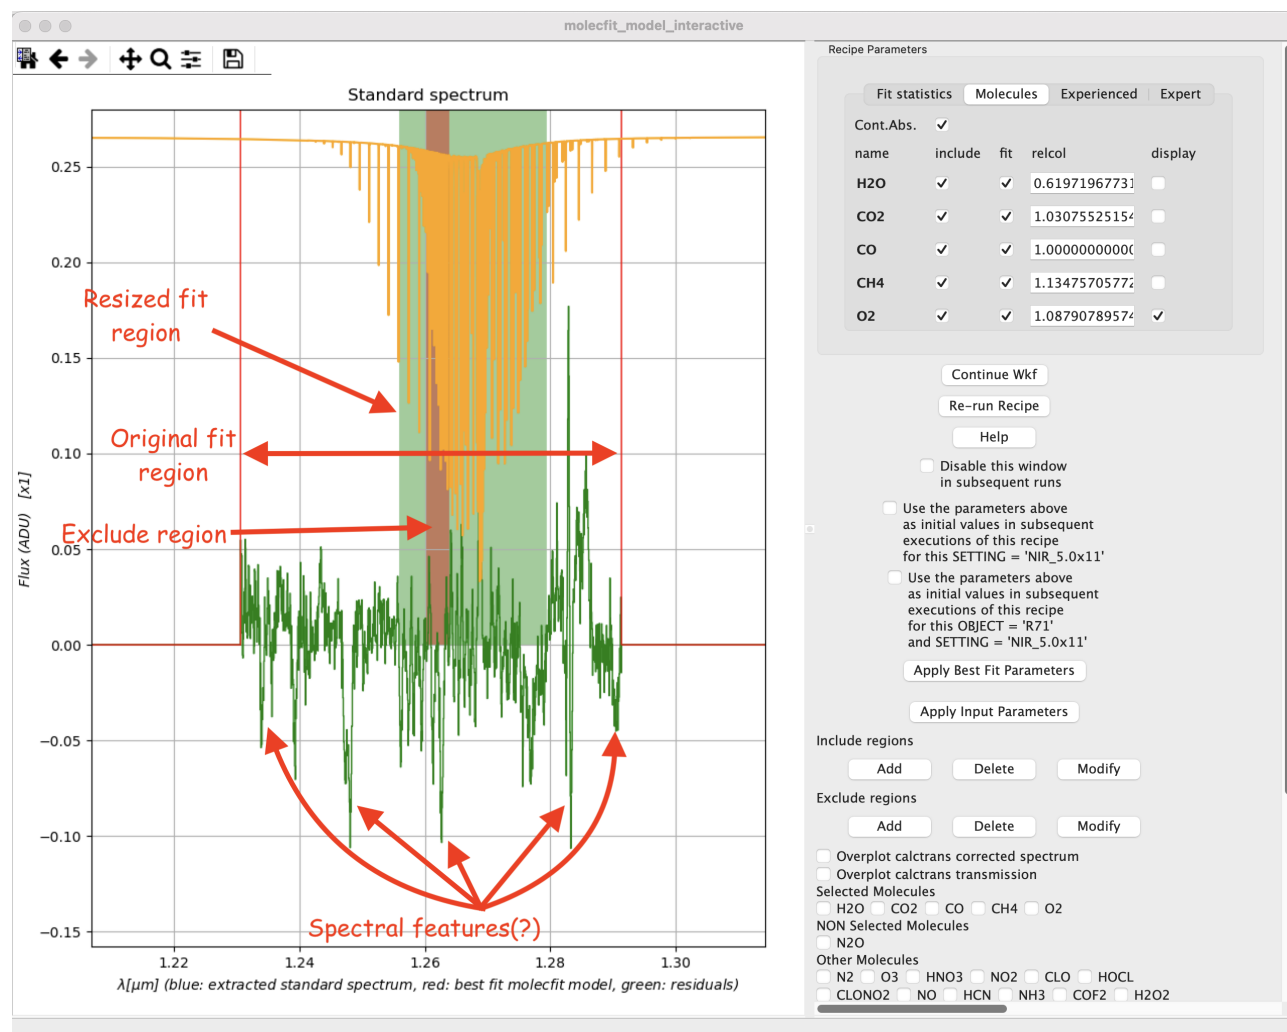 molecfit_model_interactive
Standard spectrum
0.25
0.20
0.15
0.10
0.05
0.00
−0.05
−0.10
−0.15
Flux (ADU) [x1]
Resized fit
region
Original fit
region
Exclude region
Spectral features(?)
1.22 1.24 1.26 1.28 1.30
λ[μm] (blue: extracted standard spectrum, red: best fit molecfit model, green: residuals)
Recipe Parameters
Fit statistics Molecules Experienced Expert
Cont.Abs.
name include fit relcol display
H2O 0.61971967731
CO2 1.03075525154
CO 1.00000000000
CH4 1.13475705772
O2 1.08790789574
Continue Wkf
Re-run Recipe
Help
Disable this window
in subsequent runs
Use the parameters above
as initial values in subsequent
executions of this recipe
for this SETTING = 'NIR_5.0x11'
Use the parameters above
as initial values in subsequent
executions of this recipe
for this OBJECT = 'R71'
and SETTING = 'NIR_5.0x11'
Apply Best Fit Parameters
Apply Input Parameters
Include regions
Add Delete Modify
Exclude regions
Add Delete Modify
Overplot calctrans corrected spectrum
Overplot calctrans transmission
Selected Molecules
H2O CO2 CO CH4 O2
NON Selected Molecules
N2O
Other Molecules
N2 O3 HNO3 NO2 CLO HOCL
CLONO2 NO HCN NH3 COF2 H2O2